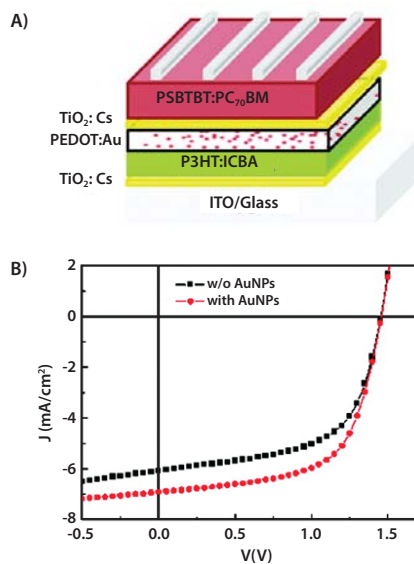 A)
PSBTBT:PC70BM
TiO2: Cs
PEDOT:Au
P3HT:ICBA
TiO2: Cs
ITO/Glass
B)
2
w/o AuNPs
with AuNPs
0
-2
-4
-6
-8
J (mA/cm²)
-0.5 0.0 0.5 1.0 1.5
V(V)